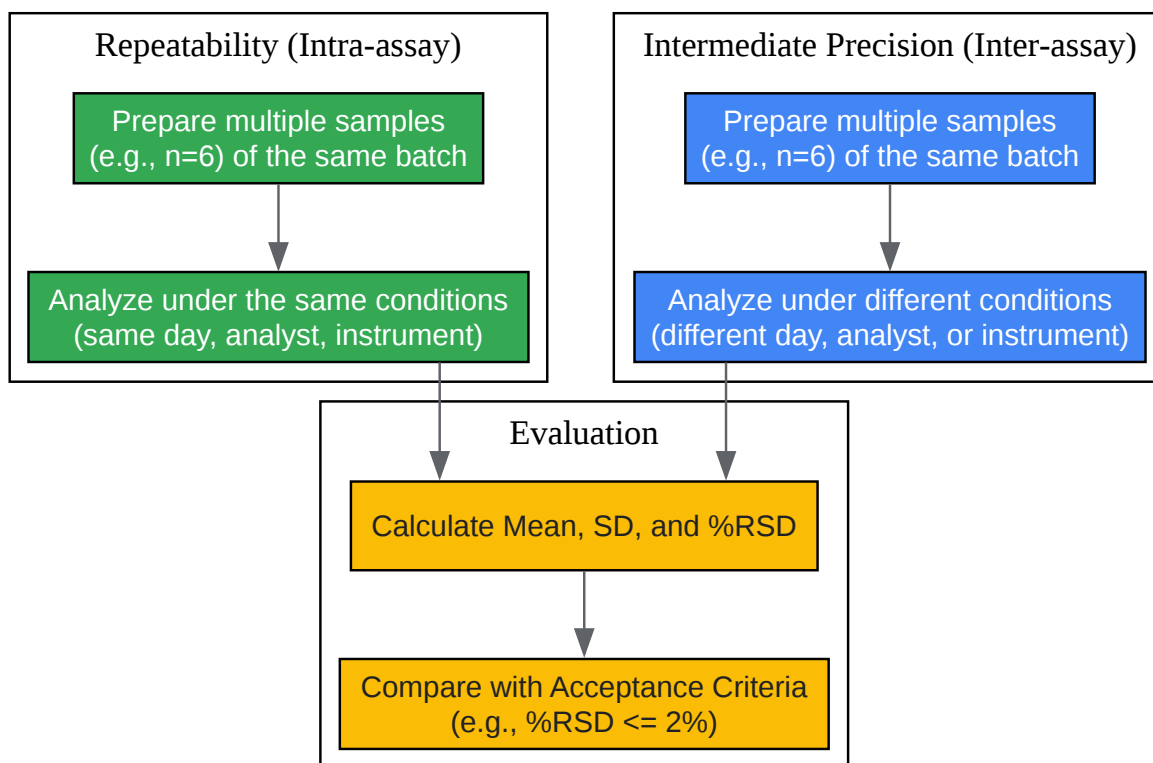 Repeatability (Intra-assay)
Prepare multiple samples
(e.g., n=6) of the same batch
Analyze under the same conditions
(same day, analyst, instrument)
Intermediate Precision (Inter-assay)
Prepare multiple samples
(e.g., n=6) of the same batch
Analyze under different conditions
(different day, analyst, or instrument)
Evaluation
Calculate Mean, SD, and %RSD
Compare with Acceptance Criteria
(e.g., %RSD <= 2%)